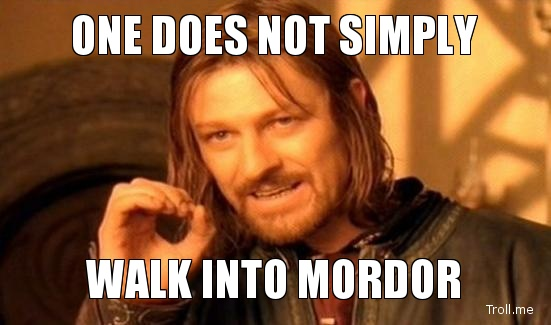 ONE DOES NOT SIMPLY
WALK INTO MORDOR
Troll.me